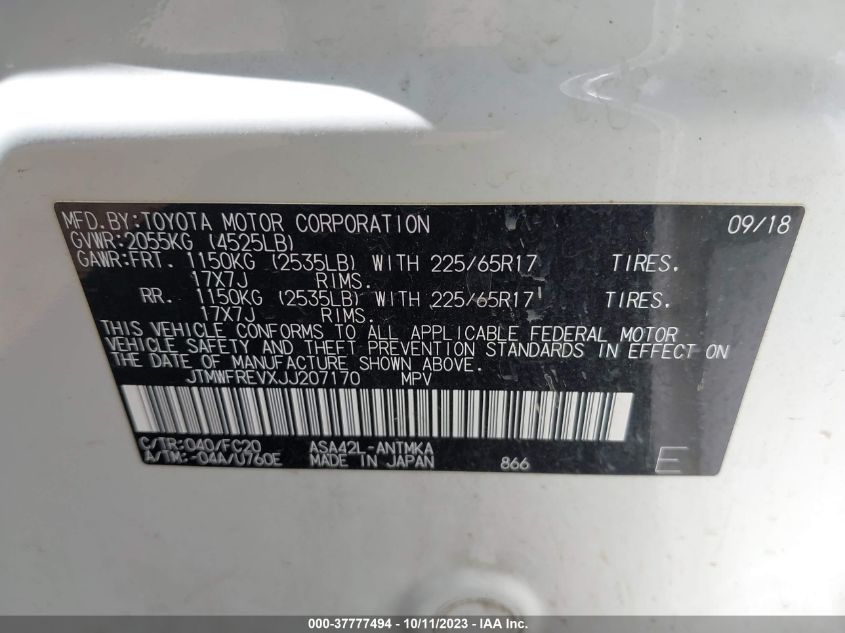 MFD.BY:TOYOTA MOTOR CORPORATION 09/18
GVWR:2055KG (4525LB)
GAWR:FRT. 1150KG (2535LB) WITH 225/65R17 TIRES.
17X7J RIMS.
RR. 1150KG (2535LB) WITH 225/65R17 TIRES.
17X7J RIMS.
THIS VEHICLE CONFORMS TO ALL APPLICABLE FEDERAL MOTOR
VEHICLE SAFETY AND THEFT PREVENTION STANDARDS IN EFFECT ON
THE DATE OF MANUFACTURE SHOWN ABOVE.
JTMWFREVXJJ207170 MPV
C/TR:040/FC20 ASA42L-ANTMKA
A/TM:-04A/U760E MADE IN JAPAN 866 E
000-37777494 - 10/11/2023 - IAA Inc.